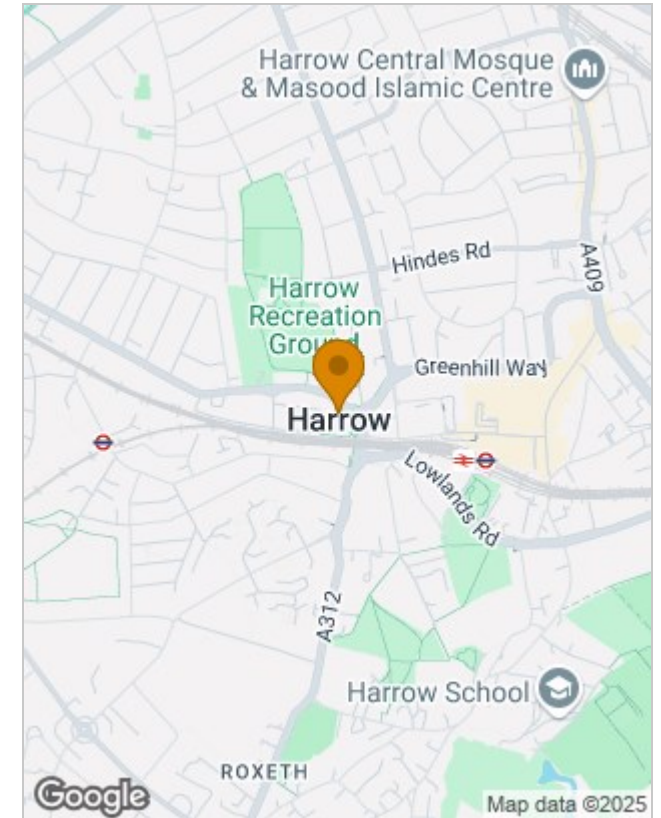 Harrow Central Mosque
& Masood Islamic Centre
Hindes Rd
A409
Harrow
Recreation
Ground
Greenhill Way
Harrow
Lowlands Rd
A312
Harrow School
ROXETH
Google
Map data ©2025